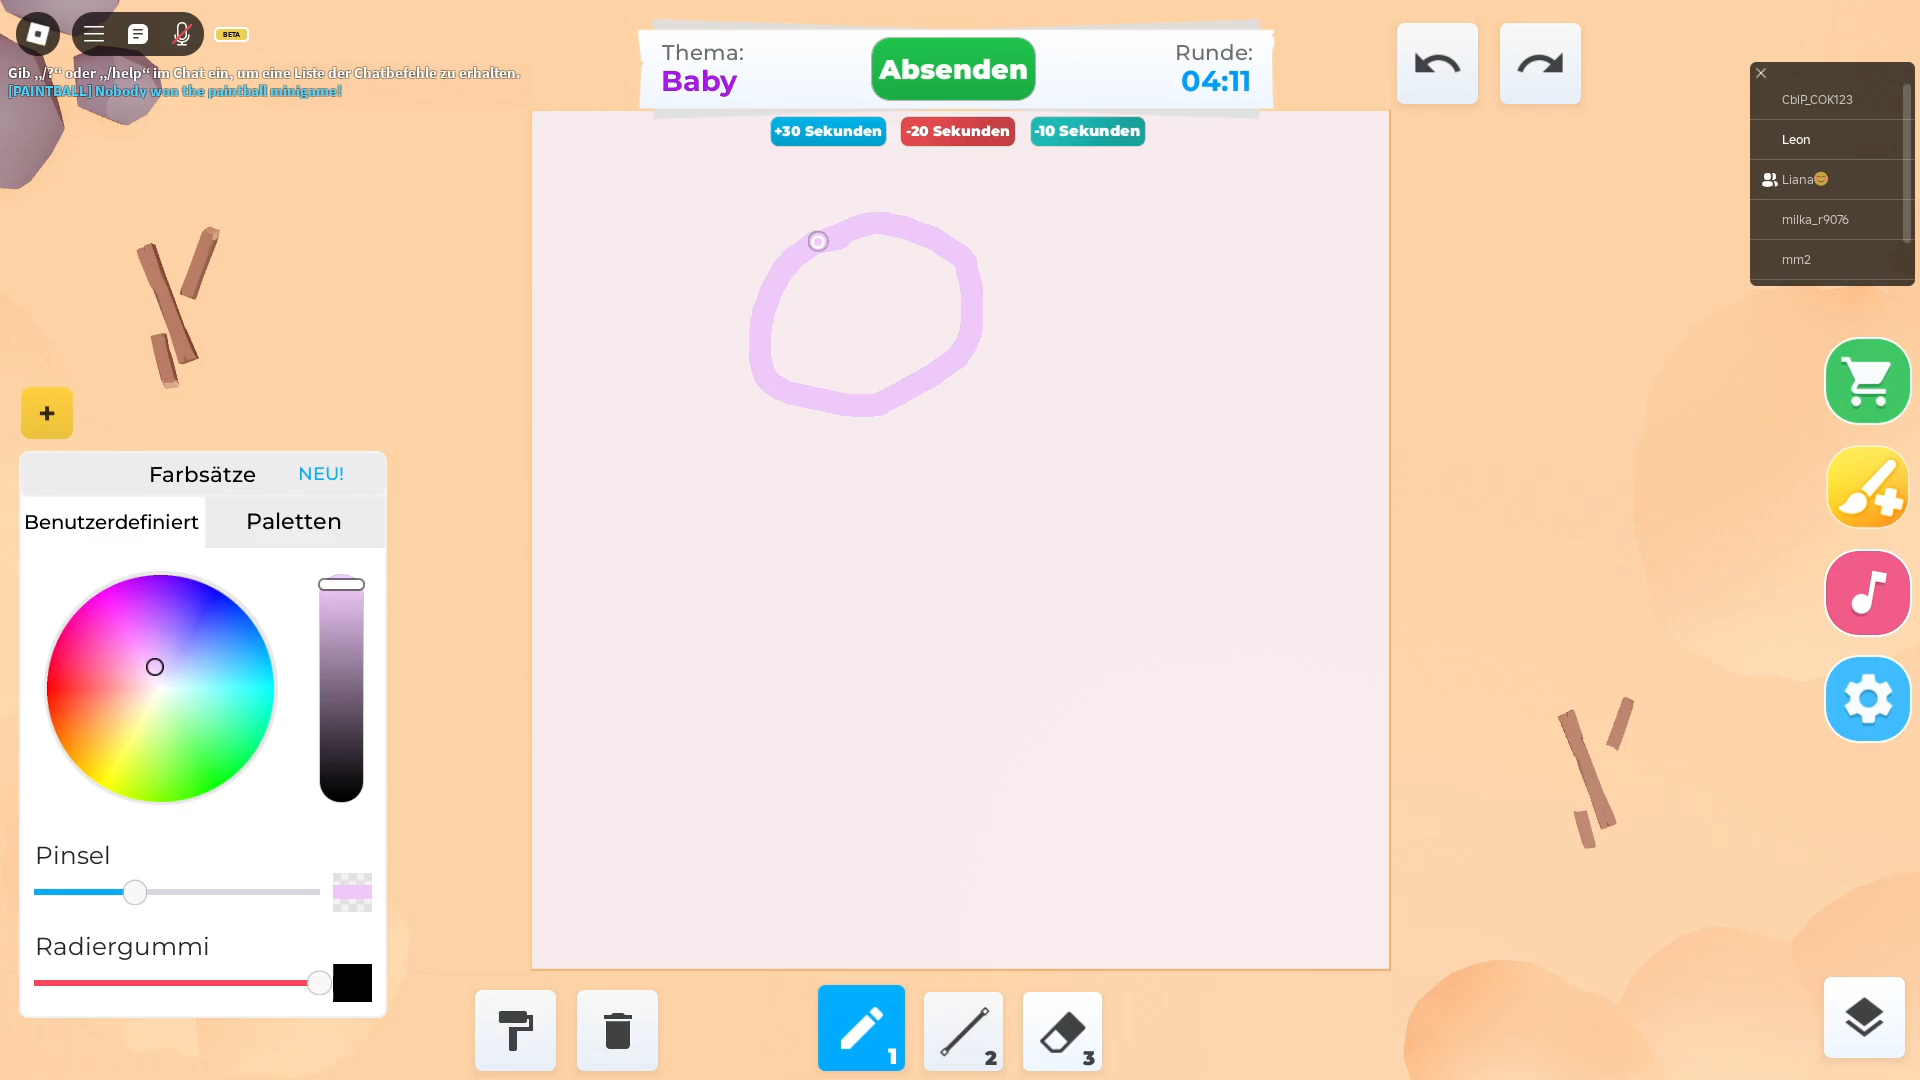 BETA
Gib „/?“ oder „/help“ im Chat ein, um eine Liste der Chatbefehle zu erhalten.
[PAINTBALL] Nobody won the paintball minigame!
Thema:
Baby
Absenden
Runde:
04:11
+30 Sekunden
-20 Sekunden
-10 Sekunden
CbIP_COK123
Leon
Liana😊
milka_r9076
mm2
+
Farbsätze NEU!
Benutzerdefiniert
Paletten
Pinsel
Radiergummi
1
2
3